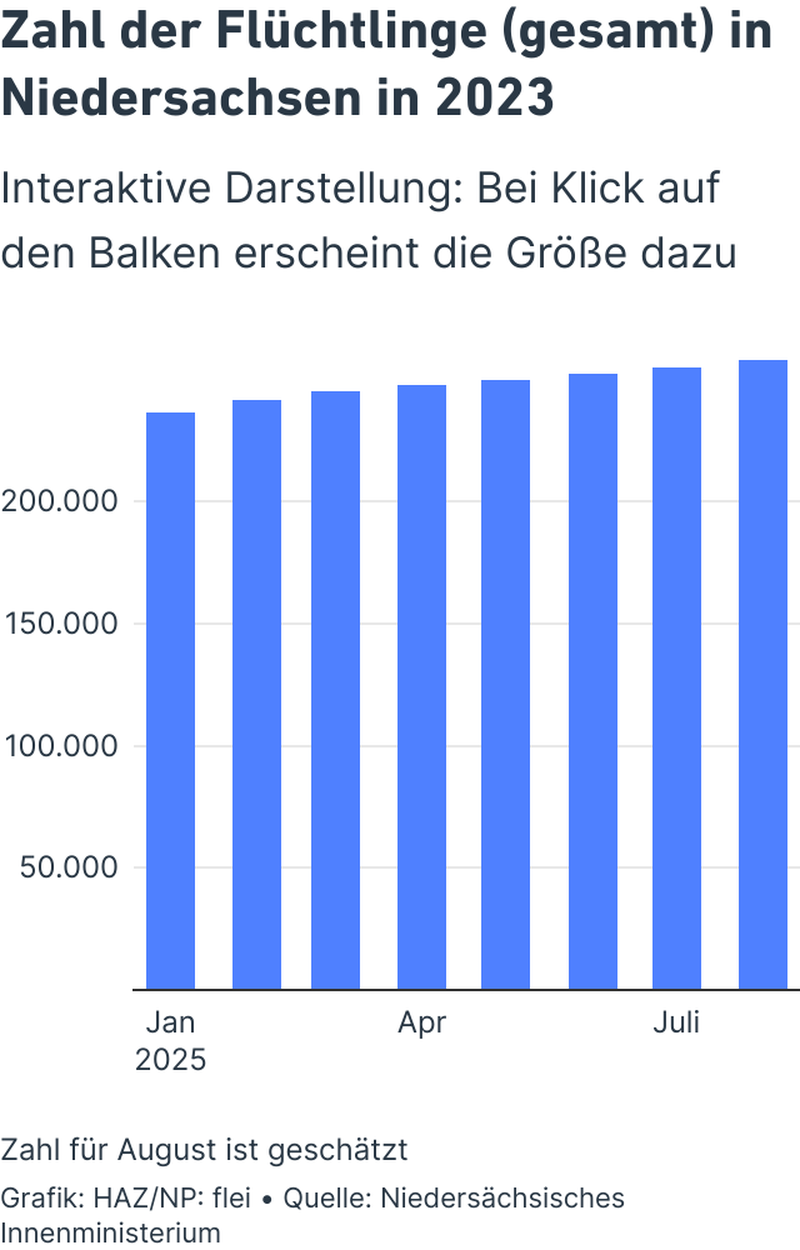 Zahl der Flüchtlinge (gesamt) in
Niedersachsen in 2023
Interaktive Darstellung: Bei Klick auf
den Balken erscheint die Größe dazu
200.000
150.000
100.000
50.000
Jan Apr Juli
2025
Zahl für August ist geschätzt
Grafik: HAZ/NP: flei • Quelle: Niedersächsisches
Innenministerium